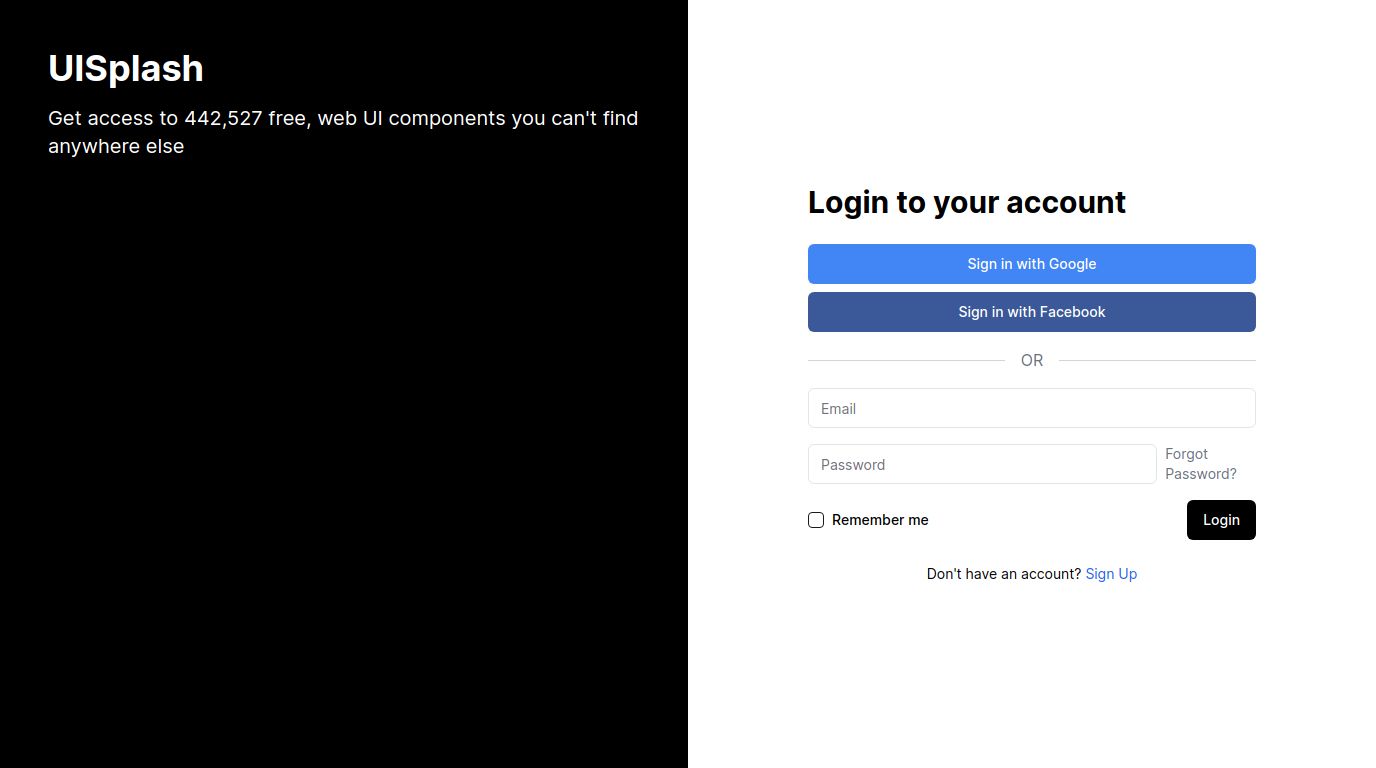 UISplash
Get access to 442,527 free, web UI components you can't find
anywhere else
Login to your account
Sign in with Google
Sign in with Facebook
OR
Email
Password
Forgot
Password?
Remember me
Login
Don't have an account? Sign Up